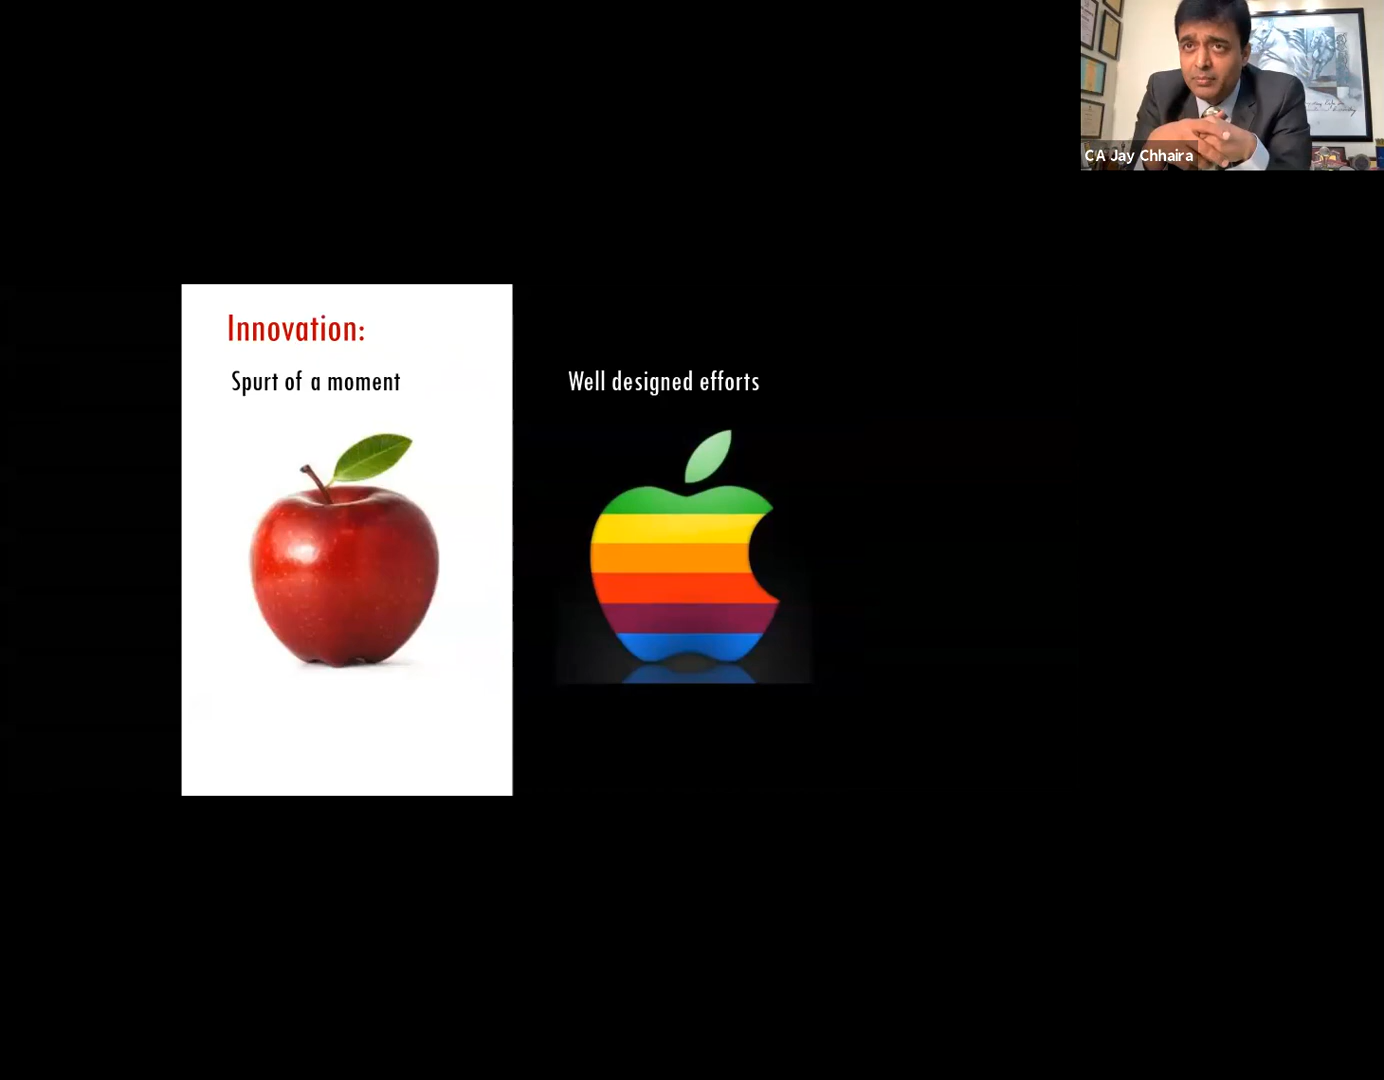 CA Jay Chhaira
Innovation:
Spurt of a moment
Well designed efforts